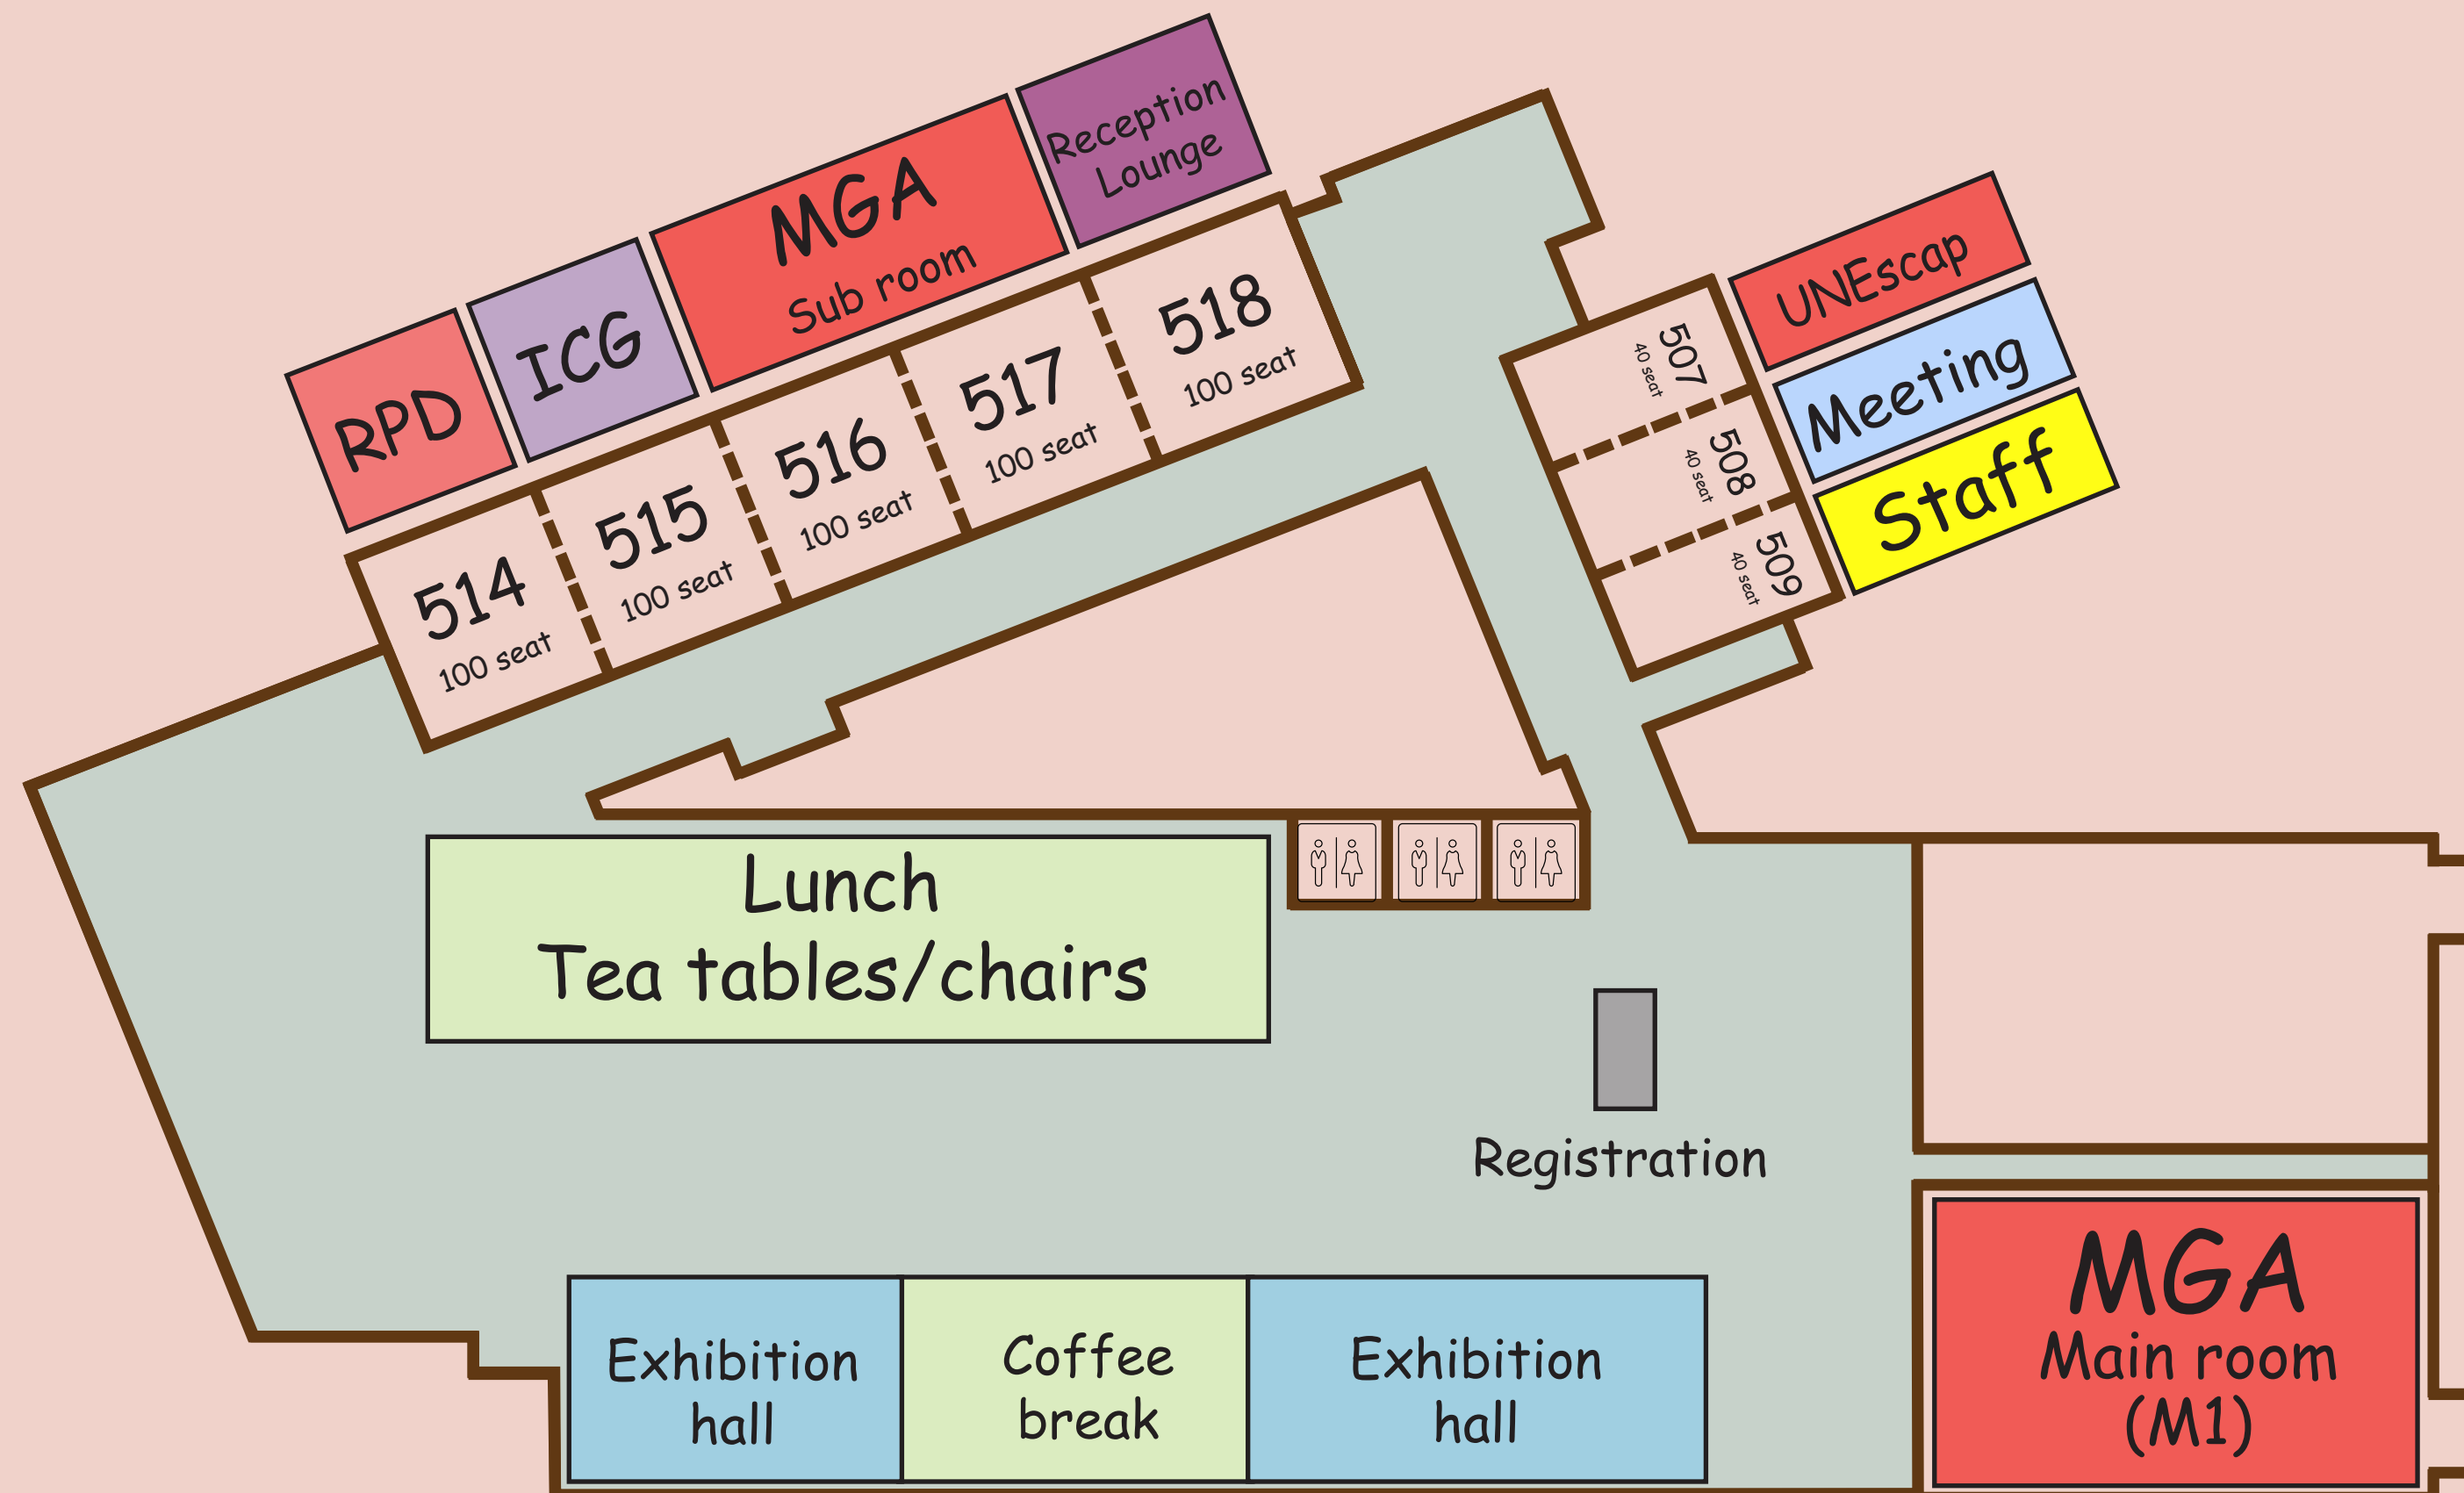 RPD
ICG
MGA
Sub room
Reception
Lounge
514
100 seat
515
100 seat
516
100 seat
517
100 seat
518
100 seat
507
40 seat
508
40 seat
509
40 seat
UNEscap
Meeting
Staff
Lunch
Tea tables/chairs
Registration
Exhibition
hall
Coffee
break
Exhibition
hall
MGA
Main room
(M1)